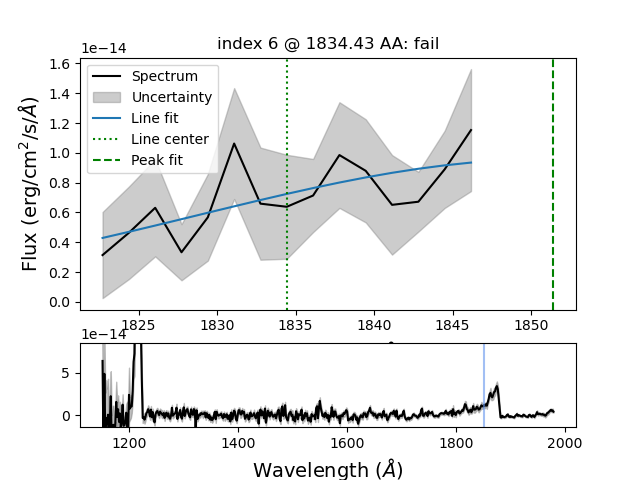 index 6 @ 1834.43 AA: fail
1e−14
Spectrum
Uncertainty
Line fit
Line center
Peak fit
Flux (erg/cm²/s/Å)
1.6
1.4
1.2
1.0
0.8
0.6
0.4
0.2
0.0
1825 1830 1835 1840 1845 1850
1e−14
5
0
1200 1400 1600 1800 2000
Wavelength (Å)